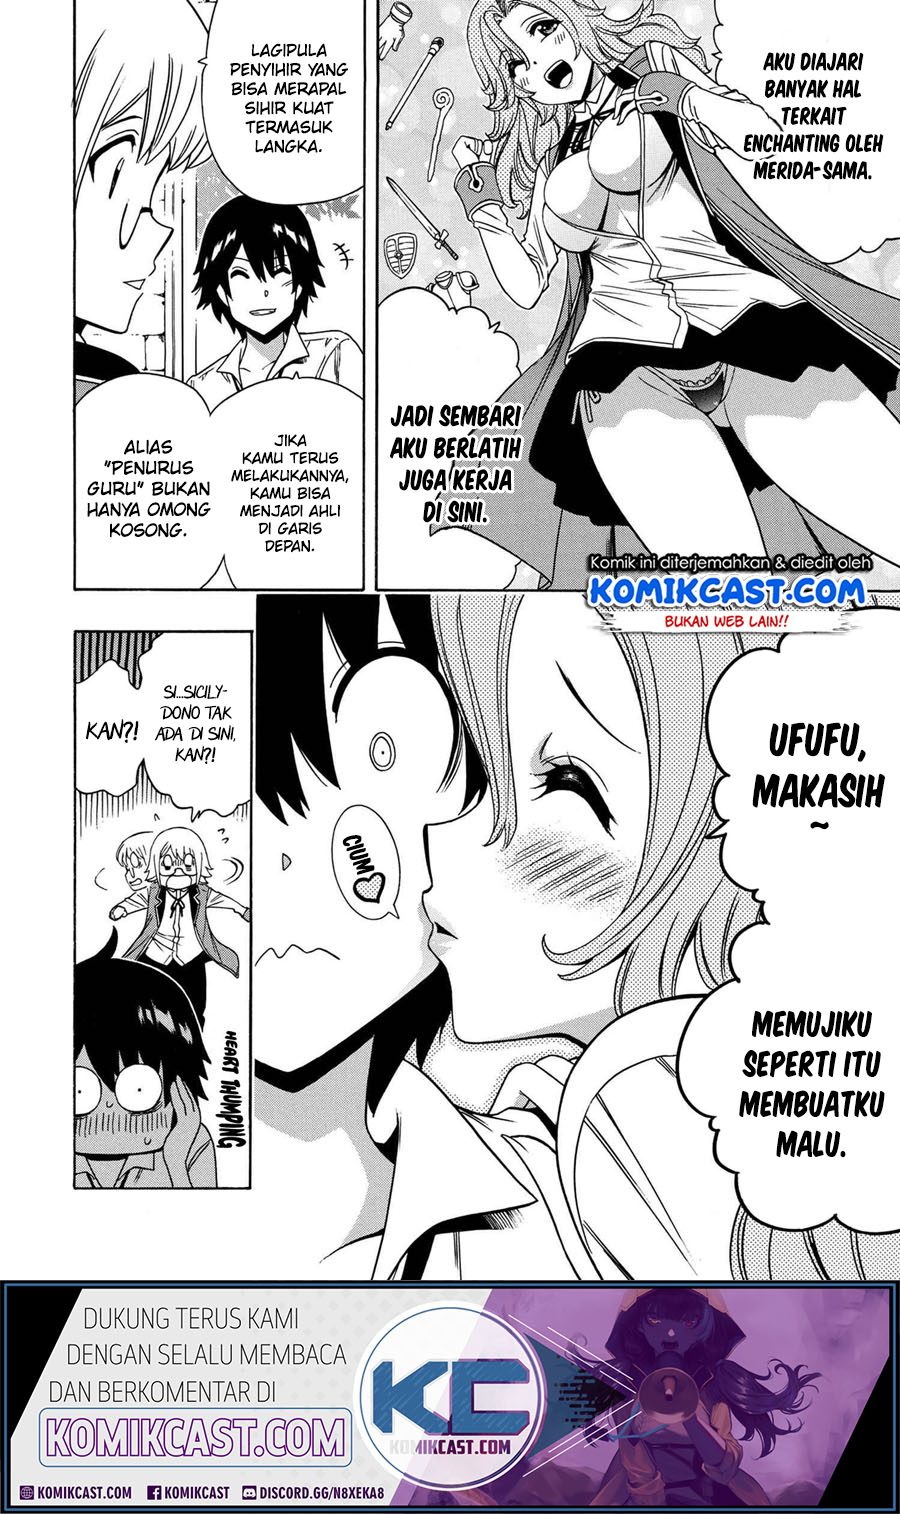 AKU DIAJARI
BANYAK HAL
TERKAIT
ENCHANTING OLEH
MERIDA-SAMA.
JADI SEMBARI
AKU BERLATIH
JUGA KERJA
DI SINI.
LAGIPULA
PENYIHIR YANG
BISA MERAPAL
SIHIR KUAT
TERMASUK
LANGKA.
JIKA
KAMU TERUS
MELAKUKANNYA,
KAMU BISA
MENJADI AHLI
DI GARIS
DEPAN.
ALIAS
"PENURUS
GURU" BUKAN
HANYA OMONG
KOSONG.
Komik ini diterjemahkan & diedit oleh
KOMIKCAST.COM
BUKAN WEB LAIN!!
UFUFU,
MAKASIH
~
MEMUJIKU
SEPERTI ITU
MEMBUATKU
MALU.
CIUM
SI...SICILY-
DONO TAK
ADA DI SINI,
KAN?!
KAN?!
HEART THUMPING
DUKUNG TERUS KAMI
DENGAN SELALU MEMBACA
DAN BERKOMENTAR DI
KOMIKCAST.COM
KC
KOMIKCAST.COM
KOMIKCAST.COM KOMIKCAST DISCORD.GG/N8XEKA8